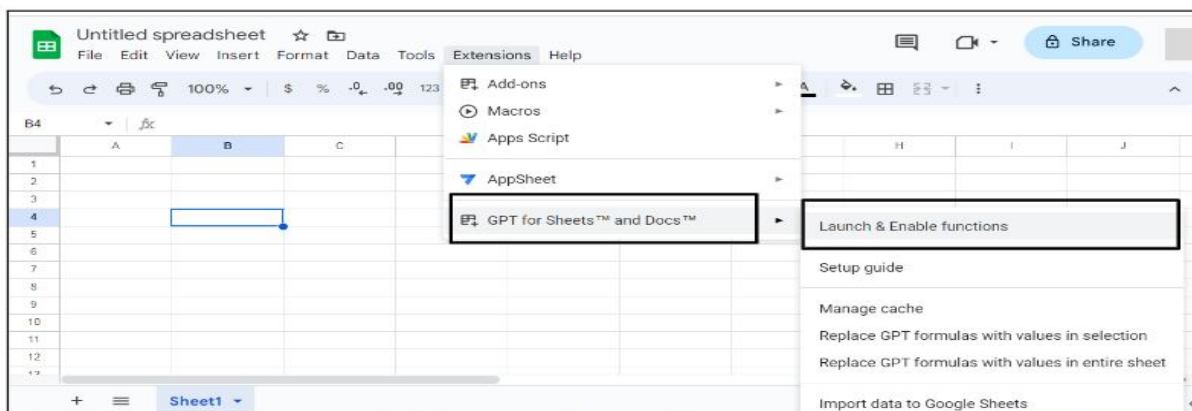 Untitled spreadsheet
File Edit View Insert Format Data Tools Extensions Help
Share
100% $ % .0 .00 123
A
B4 fx
A B C H I J
1
2
3
4
5
6
7
8
9
10
11
12
13
Add-ons
Macros
Apps Script
AppSheet
GPT for Sheets™ and Docs™
Launch & Enable functions
Setup guide
Manage cache
Replace GPT formulas with values in selection
Replace GPT formulas with values in entire sheet
Import data to Google Sheets
Sheet1